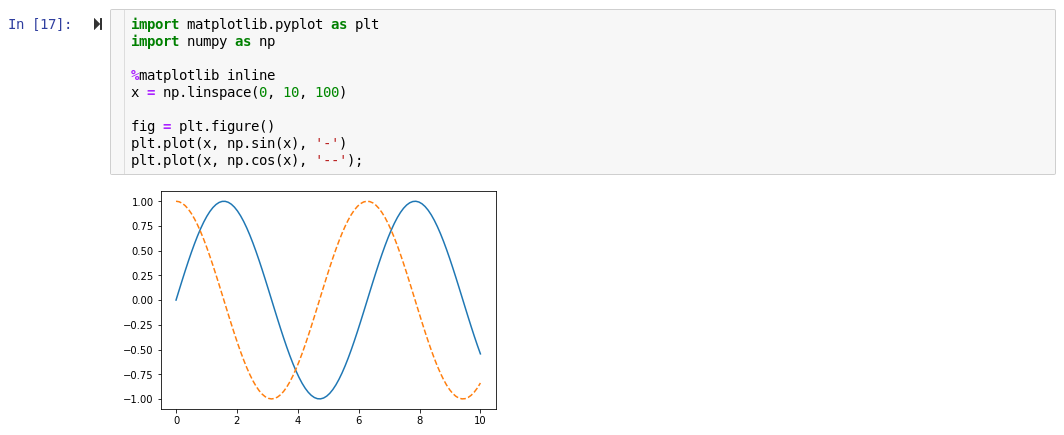 In [17]:
import matplotlib.pyplot as plt
import numpy as np
%matplotlib inline
x = np.linspace(0, 10, 100)
fig = plt.figure()
plt.plot(x, np.sin(x), '-')
plt.plot(x, np.cos(x), '--');
1.00
0.75
0.50
0.25
0.00
−0.25
−0.50
−0.75
−1.00
0 2 4 6 8 10